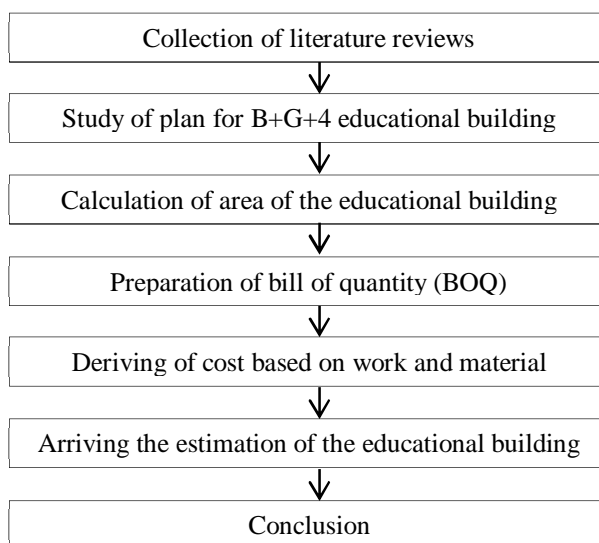 Collection of literature reviews
Study of plan for B+G+4 educational building
Calculation of area of the educational building
Preparation of bill of quantity (BOQ)
Deriving of cost based on work and material
Arriving the estimation of the educational building
Conclusion